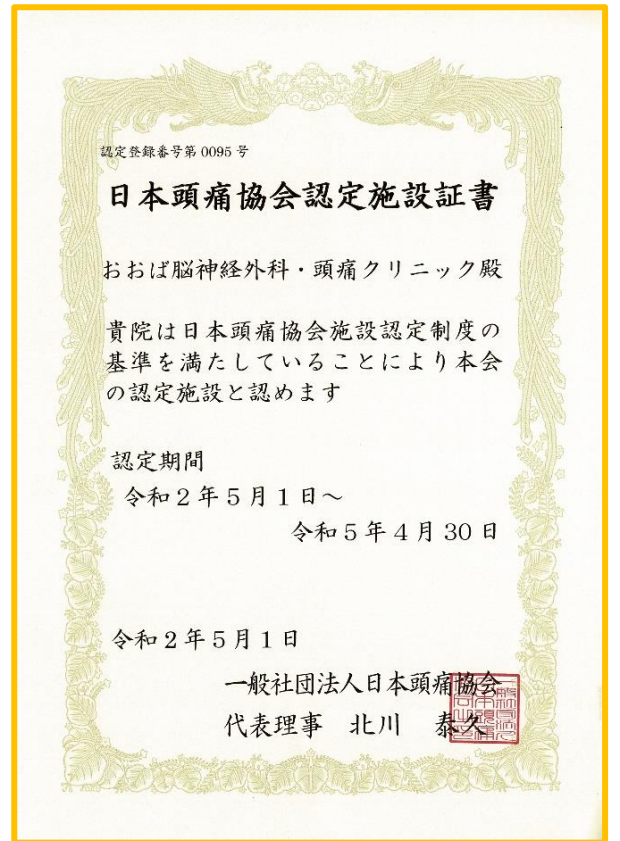 認定登録番号第 0095 号
日本頭痛協会認定施設証書
おおば脳神経外科・頭痛クリニック殿
貴院は日本頭痛協会施設認定制度の
基準を満たしていることにより本会
の認定施設と認めます
認定期間
令和2年5月1日～
令和5年4月30日
令和2年5月1日
一般社団法人日本頭痛協会
代表理事 北川 泰久